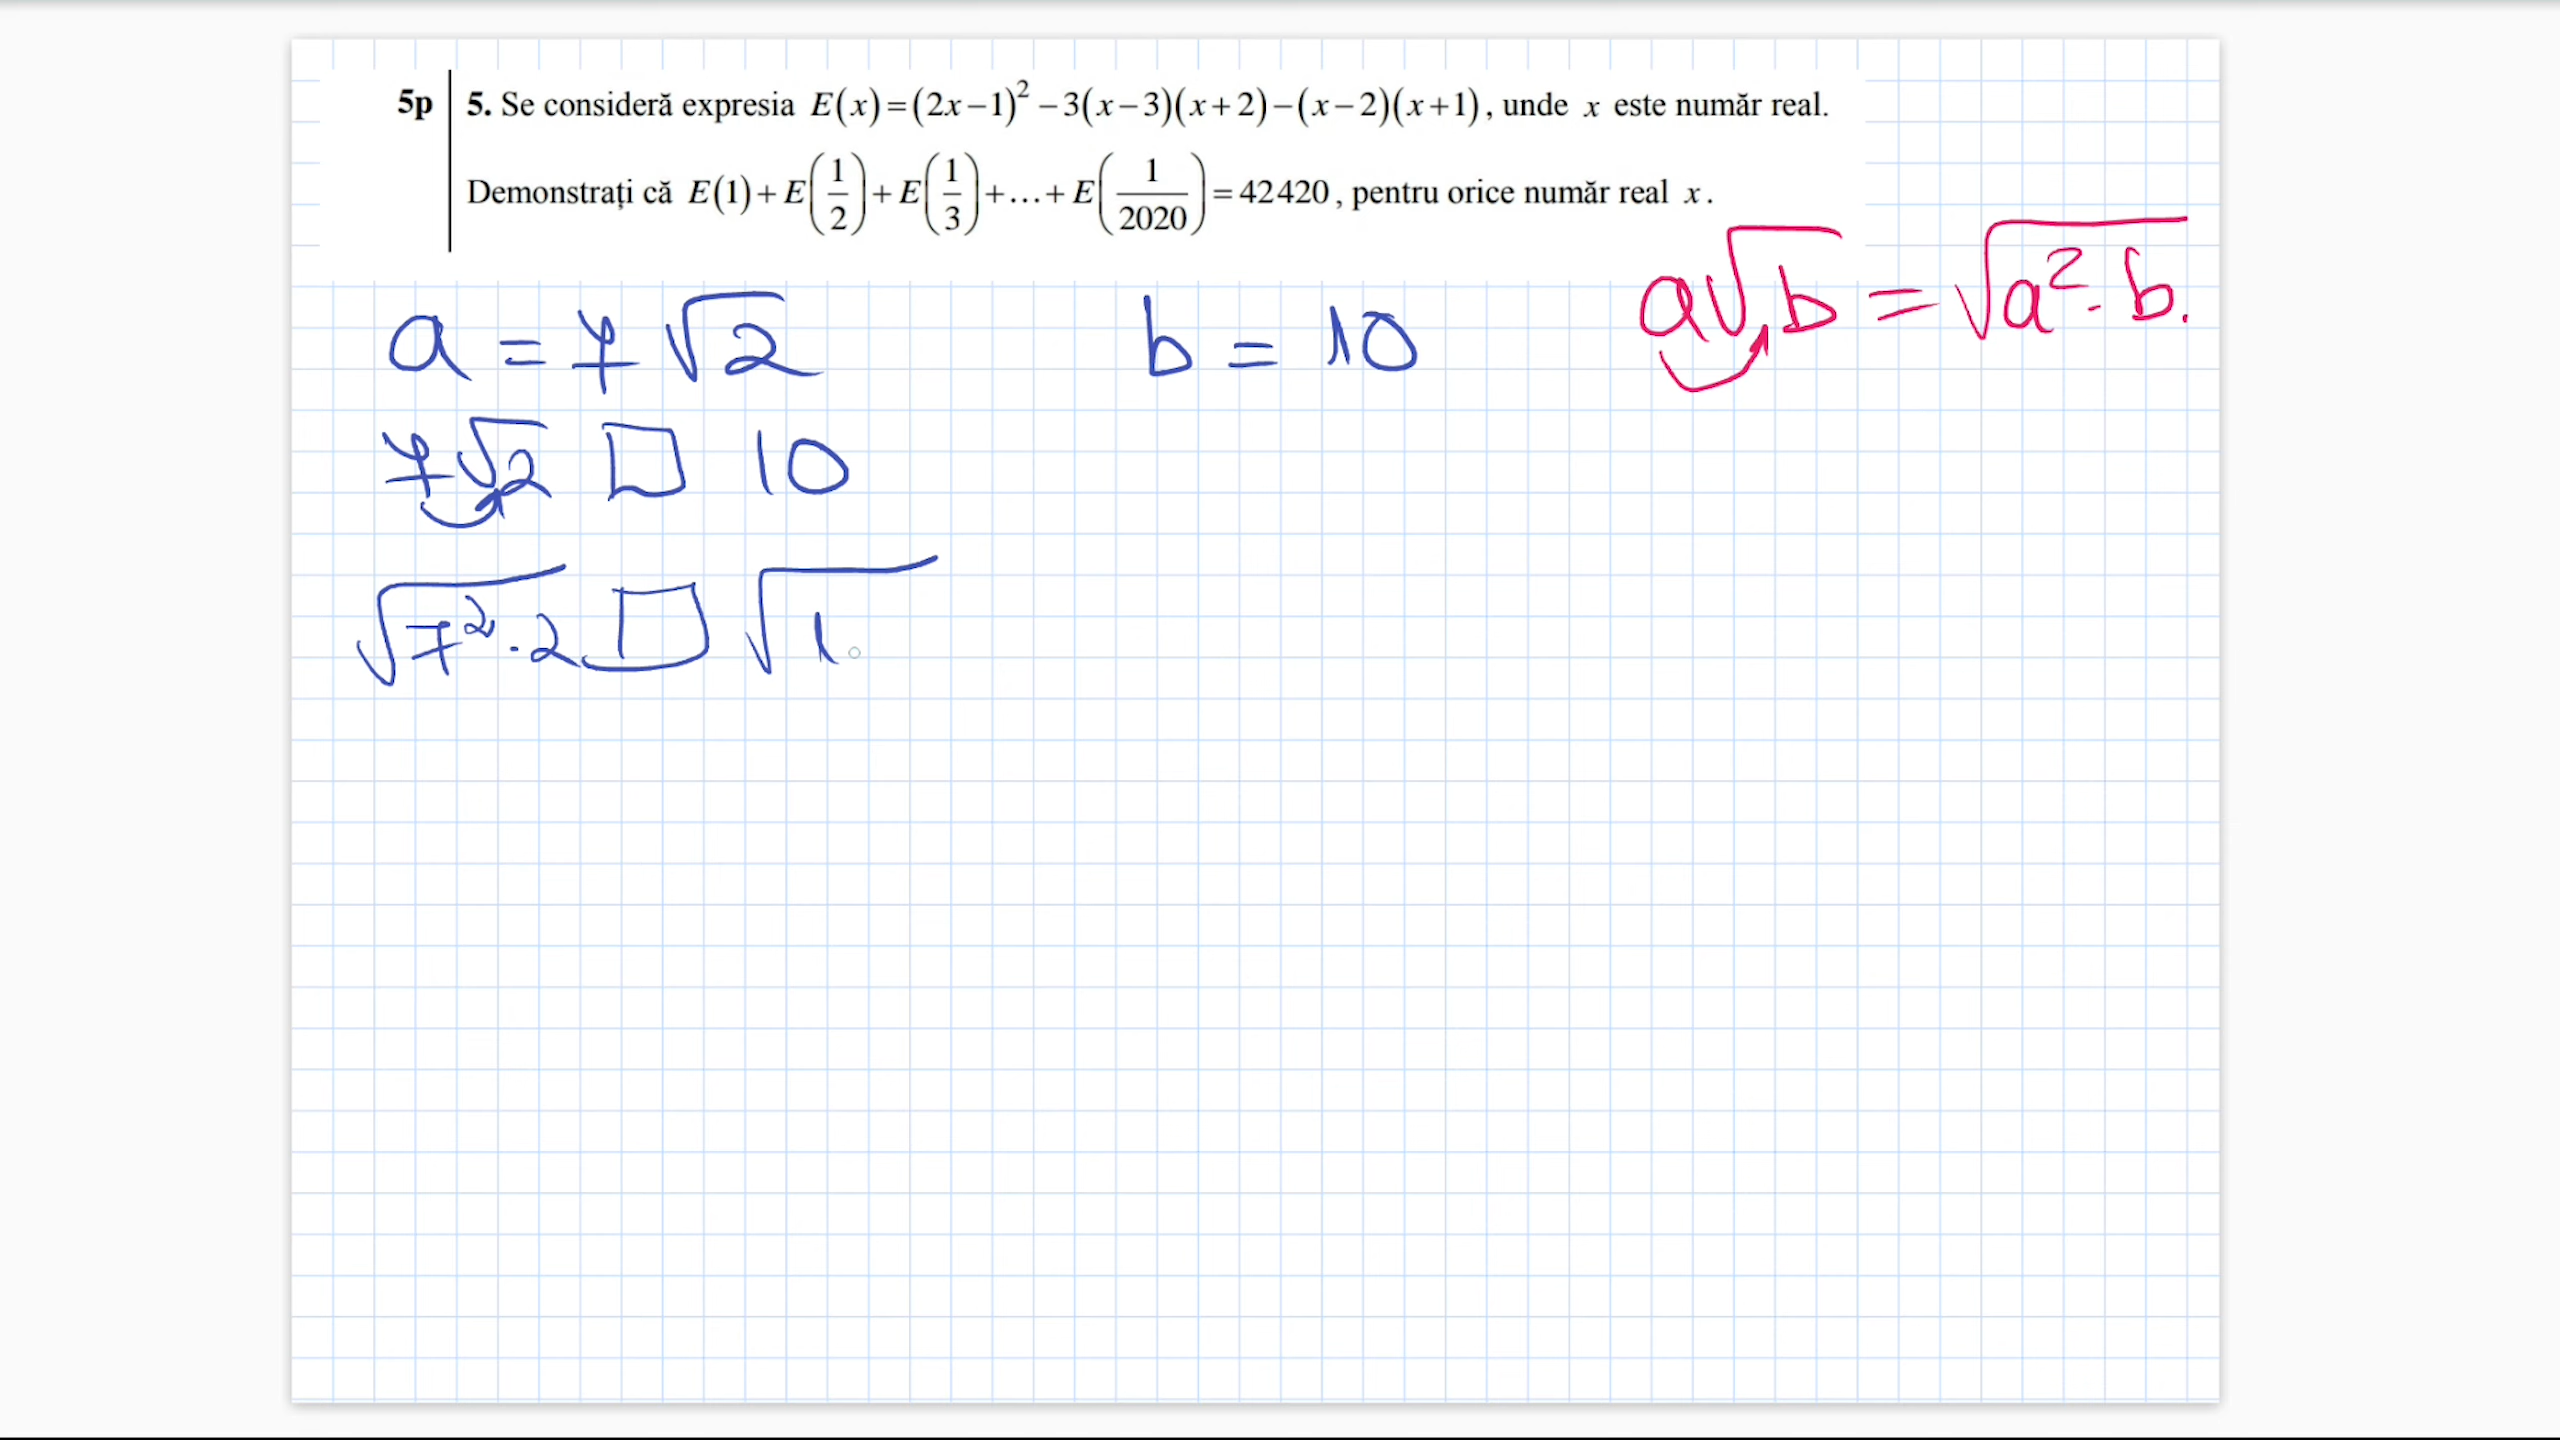 5p 5. Se consideră expresia E(x)=(2x−1)²−3(x−3)(x+2)−(x−2)(x+1), unde x este număr real.
Demonstrați că E(1)+E(1/2)+E(1/3)+...+E(1/2020)=42420, pentru orice număr real x.
a√b = √a²·b.
a = 7√2 b = 10
7√2 □ 10
√7²·2 □ √1